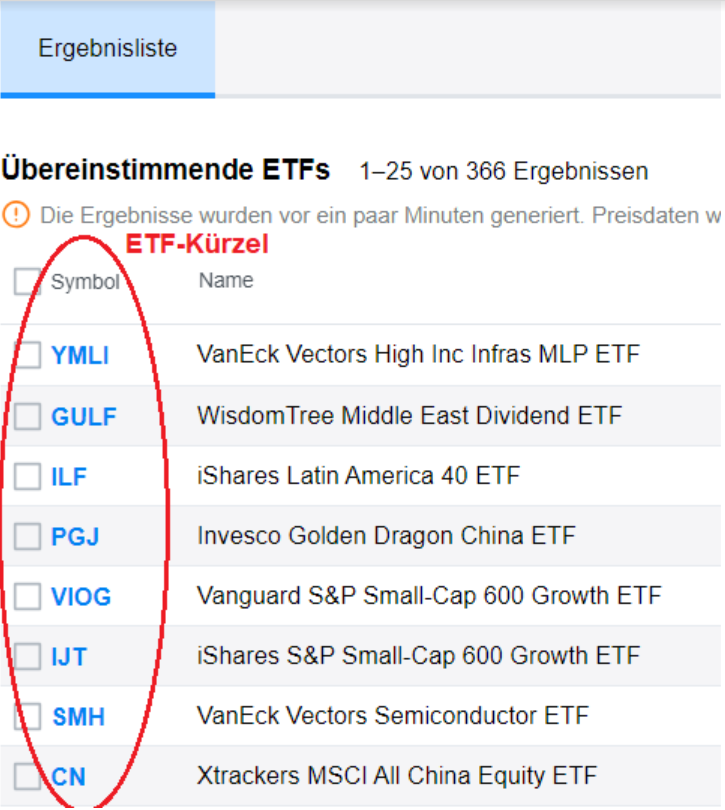 Ergebnisliste
Übereinstimmende ETFs 1–25 von 366 Ergebnissen
Die Ergebnisse wurden vor ein paar Minuten generiert. Preisdaten
ETF-Kürzel
Symbol Name
YMLI VanEck Vectors High Inc Infras MLP ETF
GULF WisdomTree Middle East Dividend ETF
ILF iShares Latin America 40 ETF
PGJ Invesco Golden Dragon China ETF
VIOG Vanguard S&P Small-Cap 600 Growth ETF
IJT iShares S&P Small-Cap 600 Growth ETF
SMH VanEck Vectors Semiconductor ETF
CN Xtrackers MSCI All China Equity ETF